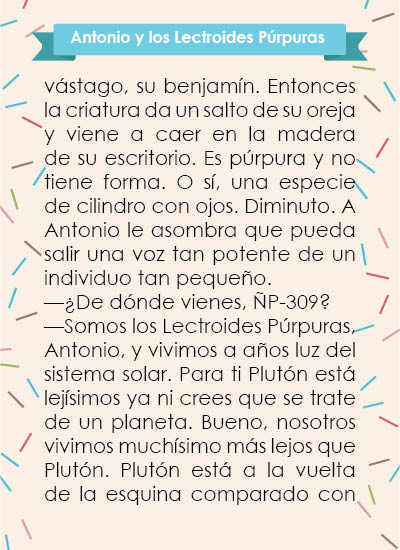 Antonio y los Lectroides Púrpuras
vástago, su benjamín. Entonces
la criatura da un salto de su oreja
y viene a caer en la madera
de su escritorio. Es púrpura y no
tiene forma. O sí, una especie
de cilindro con ojos. Diminuto. A
Antonio le asombra que pueda
salir una voz tan potente de un
individuo tan pequeño.
—¿De dónde vienes, ÑP-309?
—Somos los Lectroides Púrpuras,
Antonio, y vivimos a años luz del
sistema solar. Para ti Plutón está
lejísimos ya ni crees que se trate
de un planeta. Bueno, nosotros
vivimos muchísimo más lejos que
Plutón. Plutón está a la vuelta
de la esquina comparado con